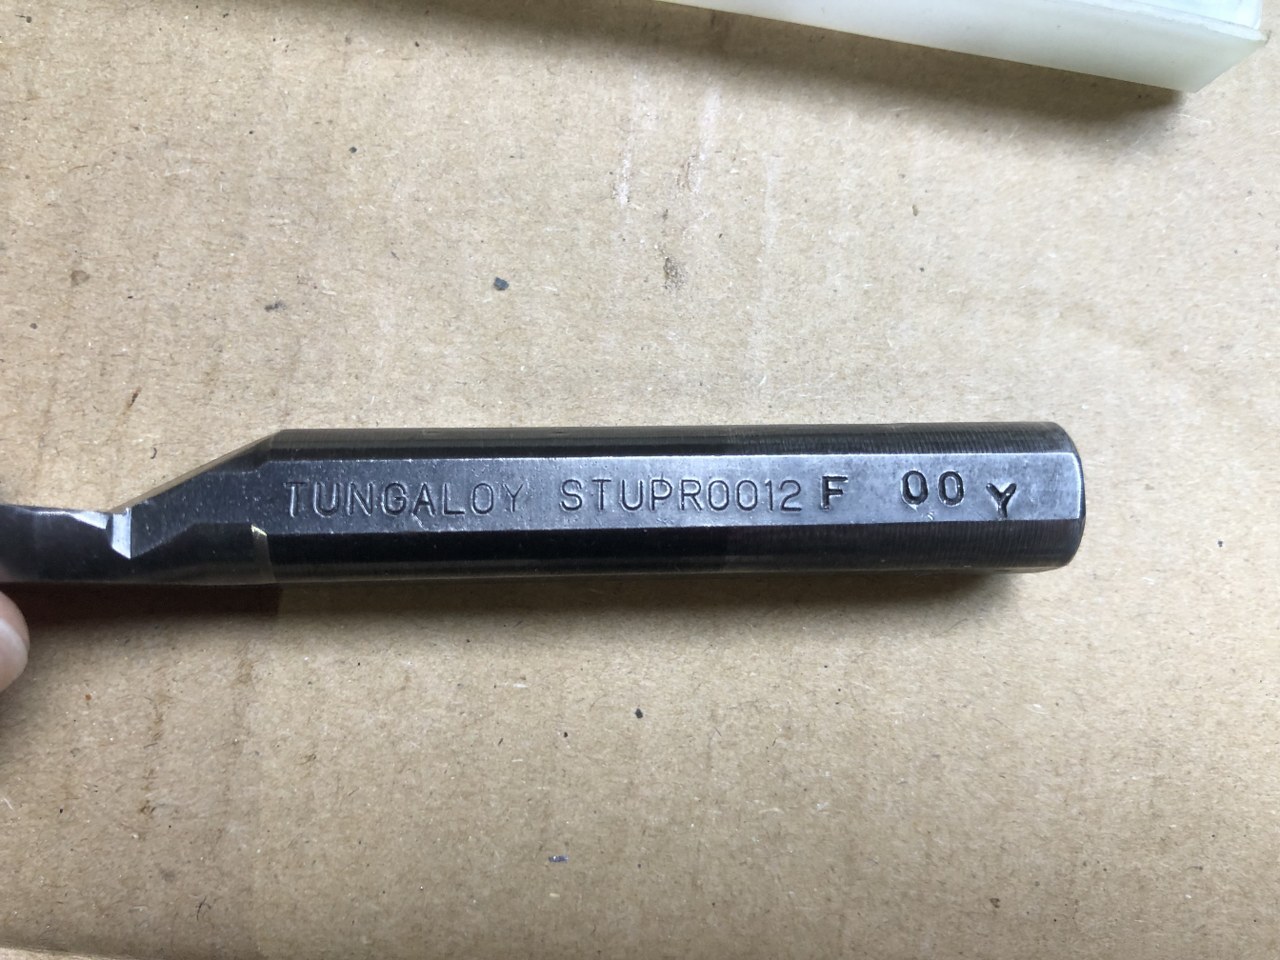 TUNGALOY STUPR0012 F 00 Y